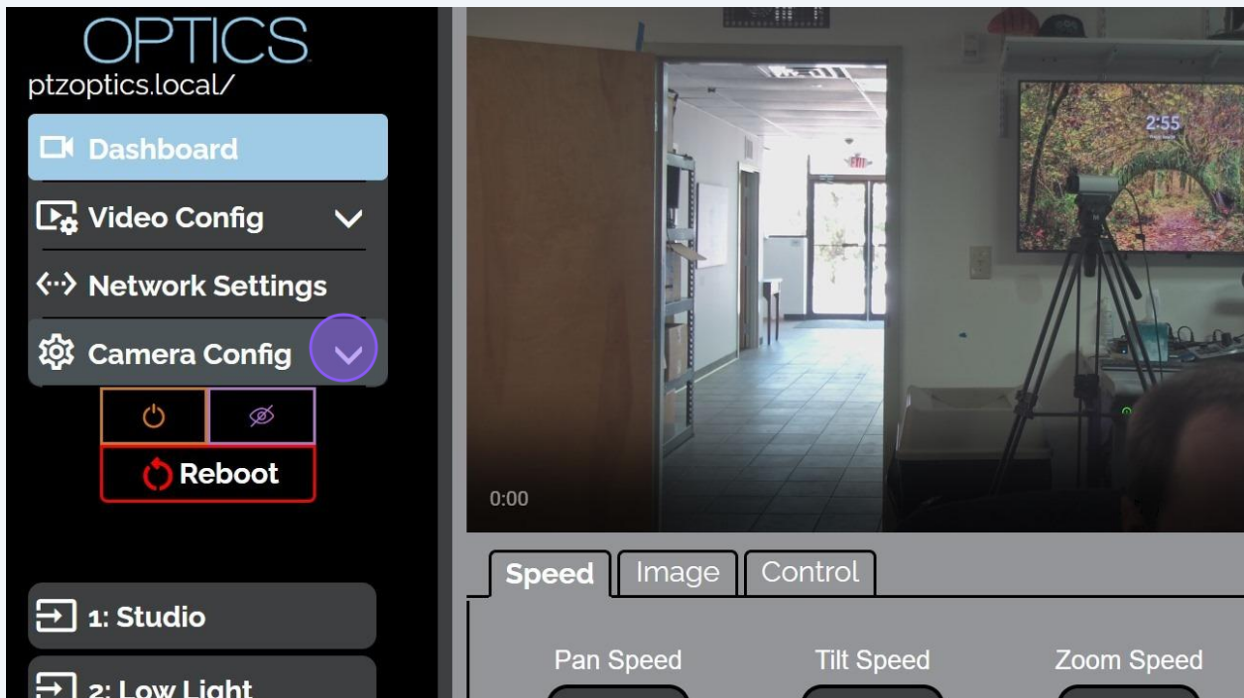 OPTICS
ptzoptics.local/
Dashboard
Video Config
Network Settings
Camera Config
Reboot
1: Studio
2: Low Light
2:55
0:00
Speed
Image
Control
Pan Speed
Tilt Speed
Zoom Speed